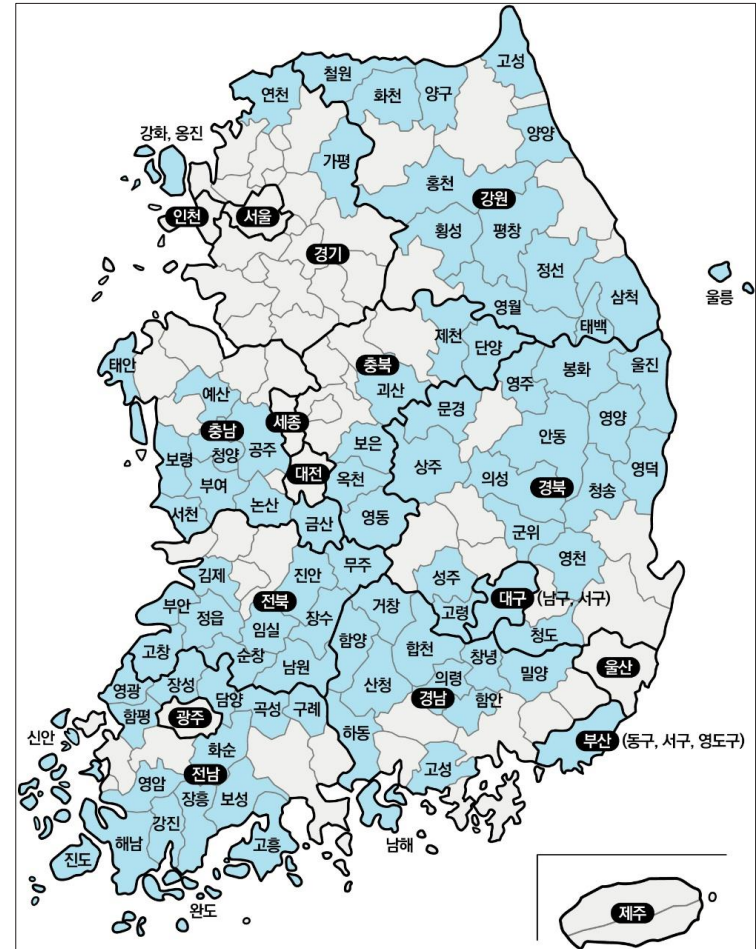 고성
철원
연천
화천
양구
강화, 옹진
양양
가평
홍천
강원
인천
서울
횡성
평창
경기
정선
울릉
영월
삼척
태백
제천
단양
태안
충북
영주
봉화
울진
예산
괴산
문경
영양
세종
충남
공주
보은
안동
보령
청양
대전
상주
옥천
의성
경북
청송
영덕
부여
서천
논산
금산
영동
군위
영천
김제
진안
무주
성주
대구 (남구, 서구)
부안
전북
거창
고령
정읍
임실
장수
함양
청도
고창
순창
남원
합천
창녕
밀양
울산
영광
장성
담양
산청
의령
함평
광주
곡성
구례
경남
함안
신안
화순
하동
부산 (동구, 서구, 영도구)
영암
전남
고성
장흥
보성
강진
해남
고흥
남해
진도
완도
제주